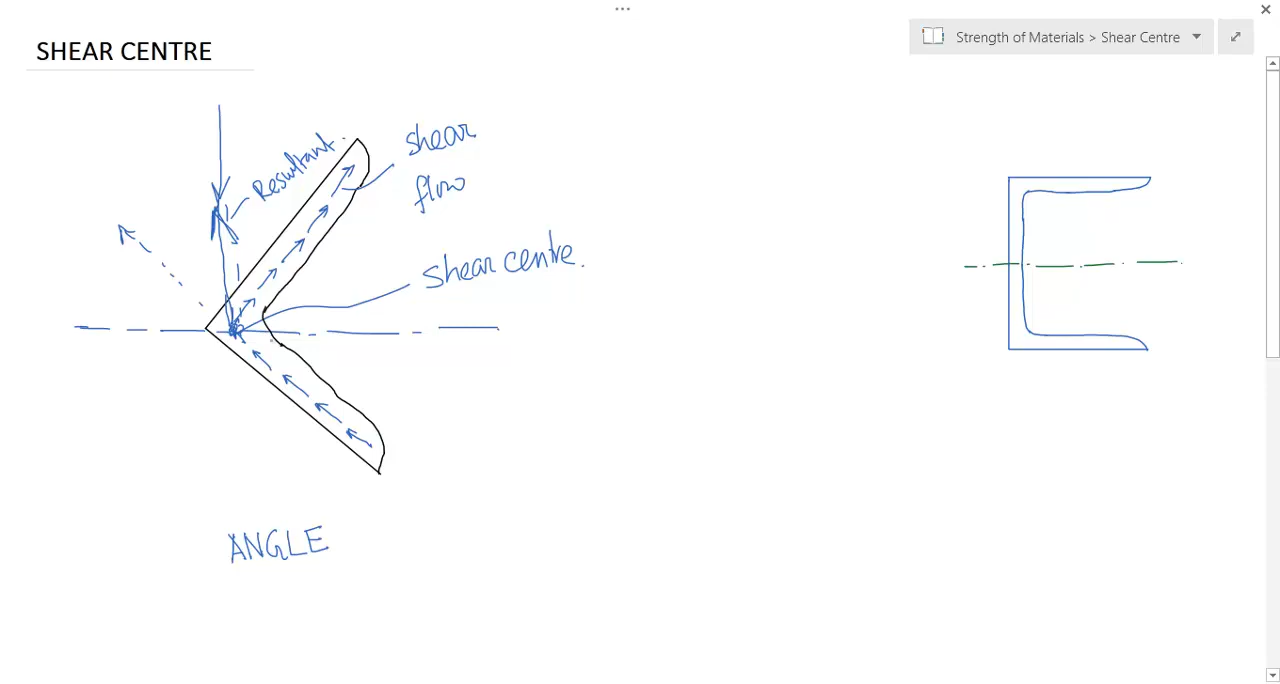 SHEAR CENTRE
Strength of Materials > Shear Centre
Resultant
shear
flow
Shear centre.
ANGLE